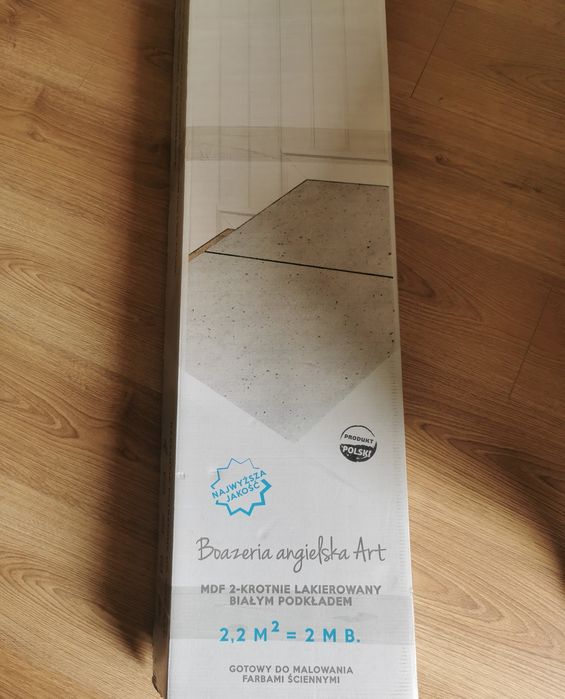 PRODUKT
POLSKI
NAJWYŻSZA
JAKOŚĆ
Boazeria angielska Art
MDF 2-KROTNIE LAKIEROWANY
BIAŁYM PODKŁADEM
2,2 M² = 2 M B.
GOTOWY DO MALOWANIA
FARBAMI ŚCIENNYMI